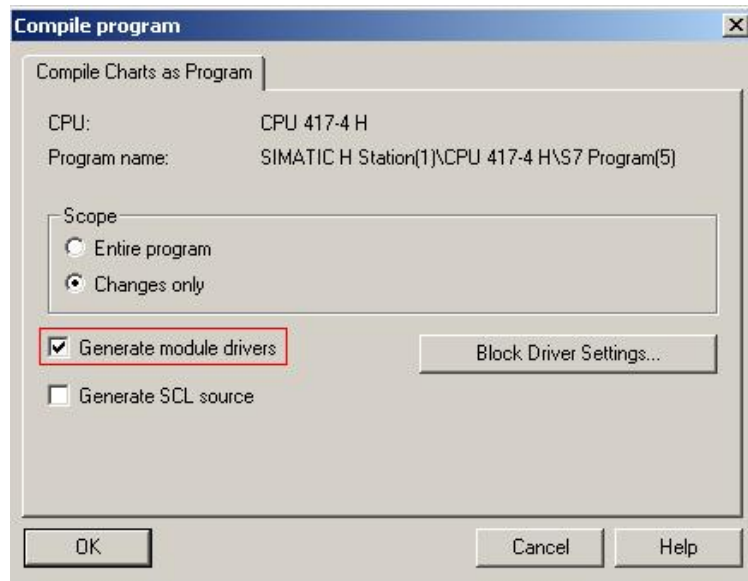 Compile program
Compile Charts as Program
CPU: CPU 417-4 H
Program name: SIMATIC H Station(1)\CPU 417-4 H\S7 Program(5)
Scope
Entire program
Changes only
Generate module drivers
Block Driver Settings...
Generate SCL source
OK Cancel Help